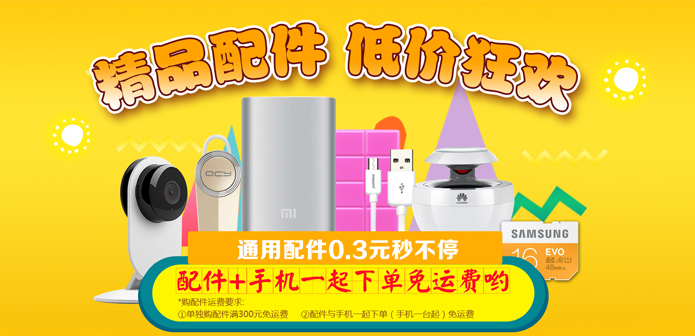 精品配件 低价狂欢
QCY
SAMSUNG
16
EVO
48MB/s
通用配件0.3元秒不停
配件+手机一起下单免运费哟
*购配件运费要求:
①单独购配件满300元免运费 ②配件与手机一起下单（手机一台起）免运费